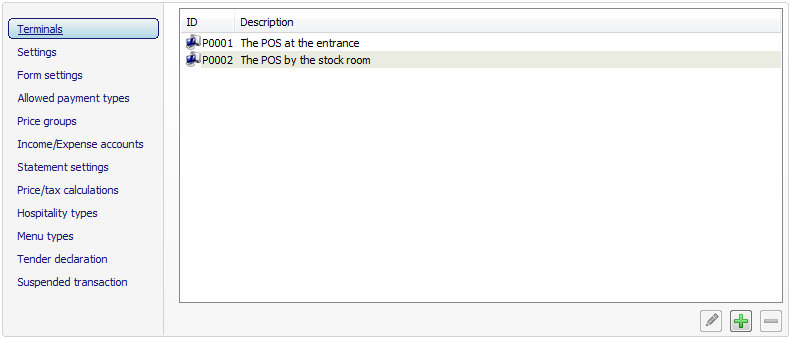 Terminals
Settings
Form settings
Allowed payment types
Price groups
Income/Expense accounts
Statement settings
Price/tax calculations
Hospitality types
Menu types
Tender declaration
Suspended transaction
ID Description
P0001 The POS at the entrance
P0002 The POS by the stock room